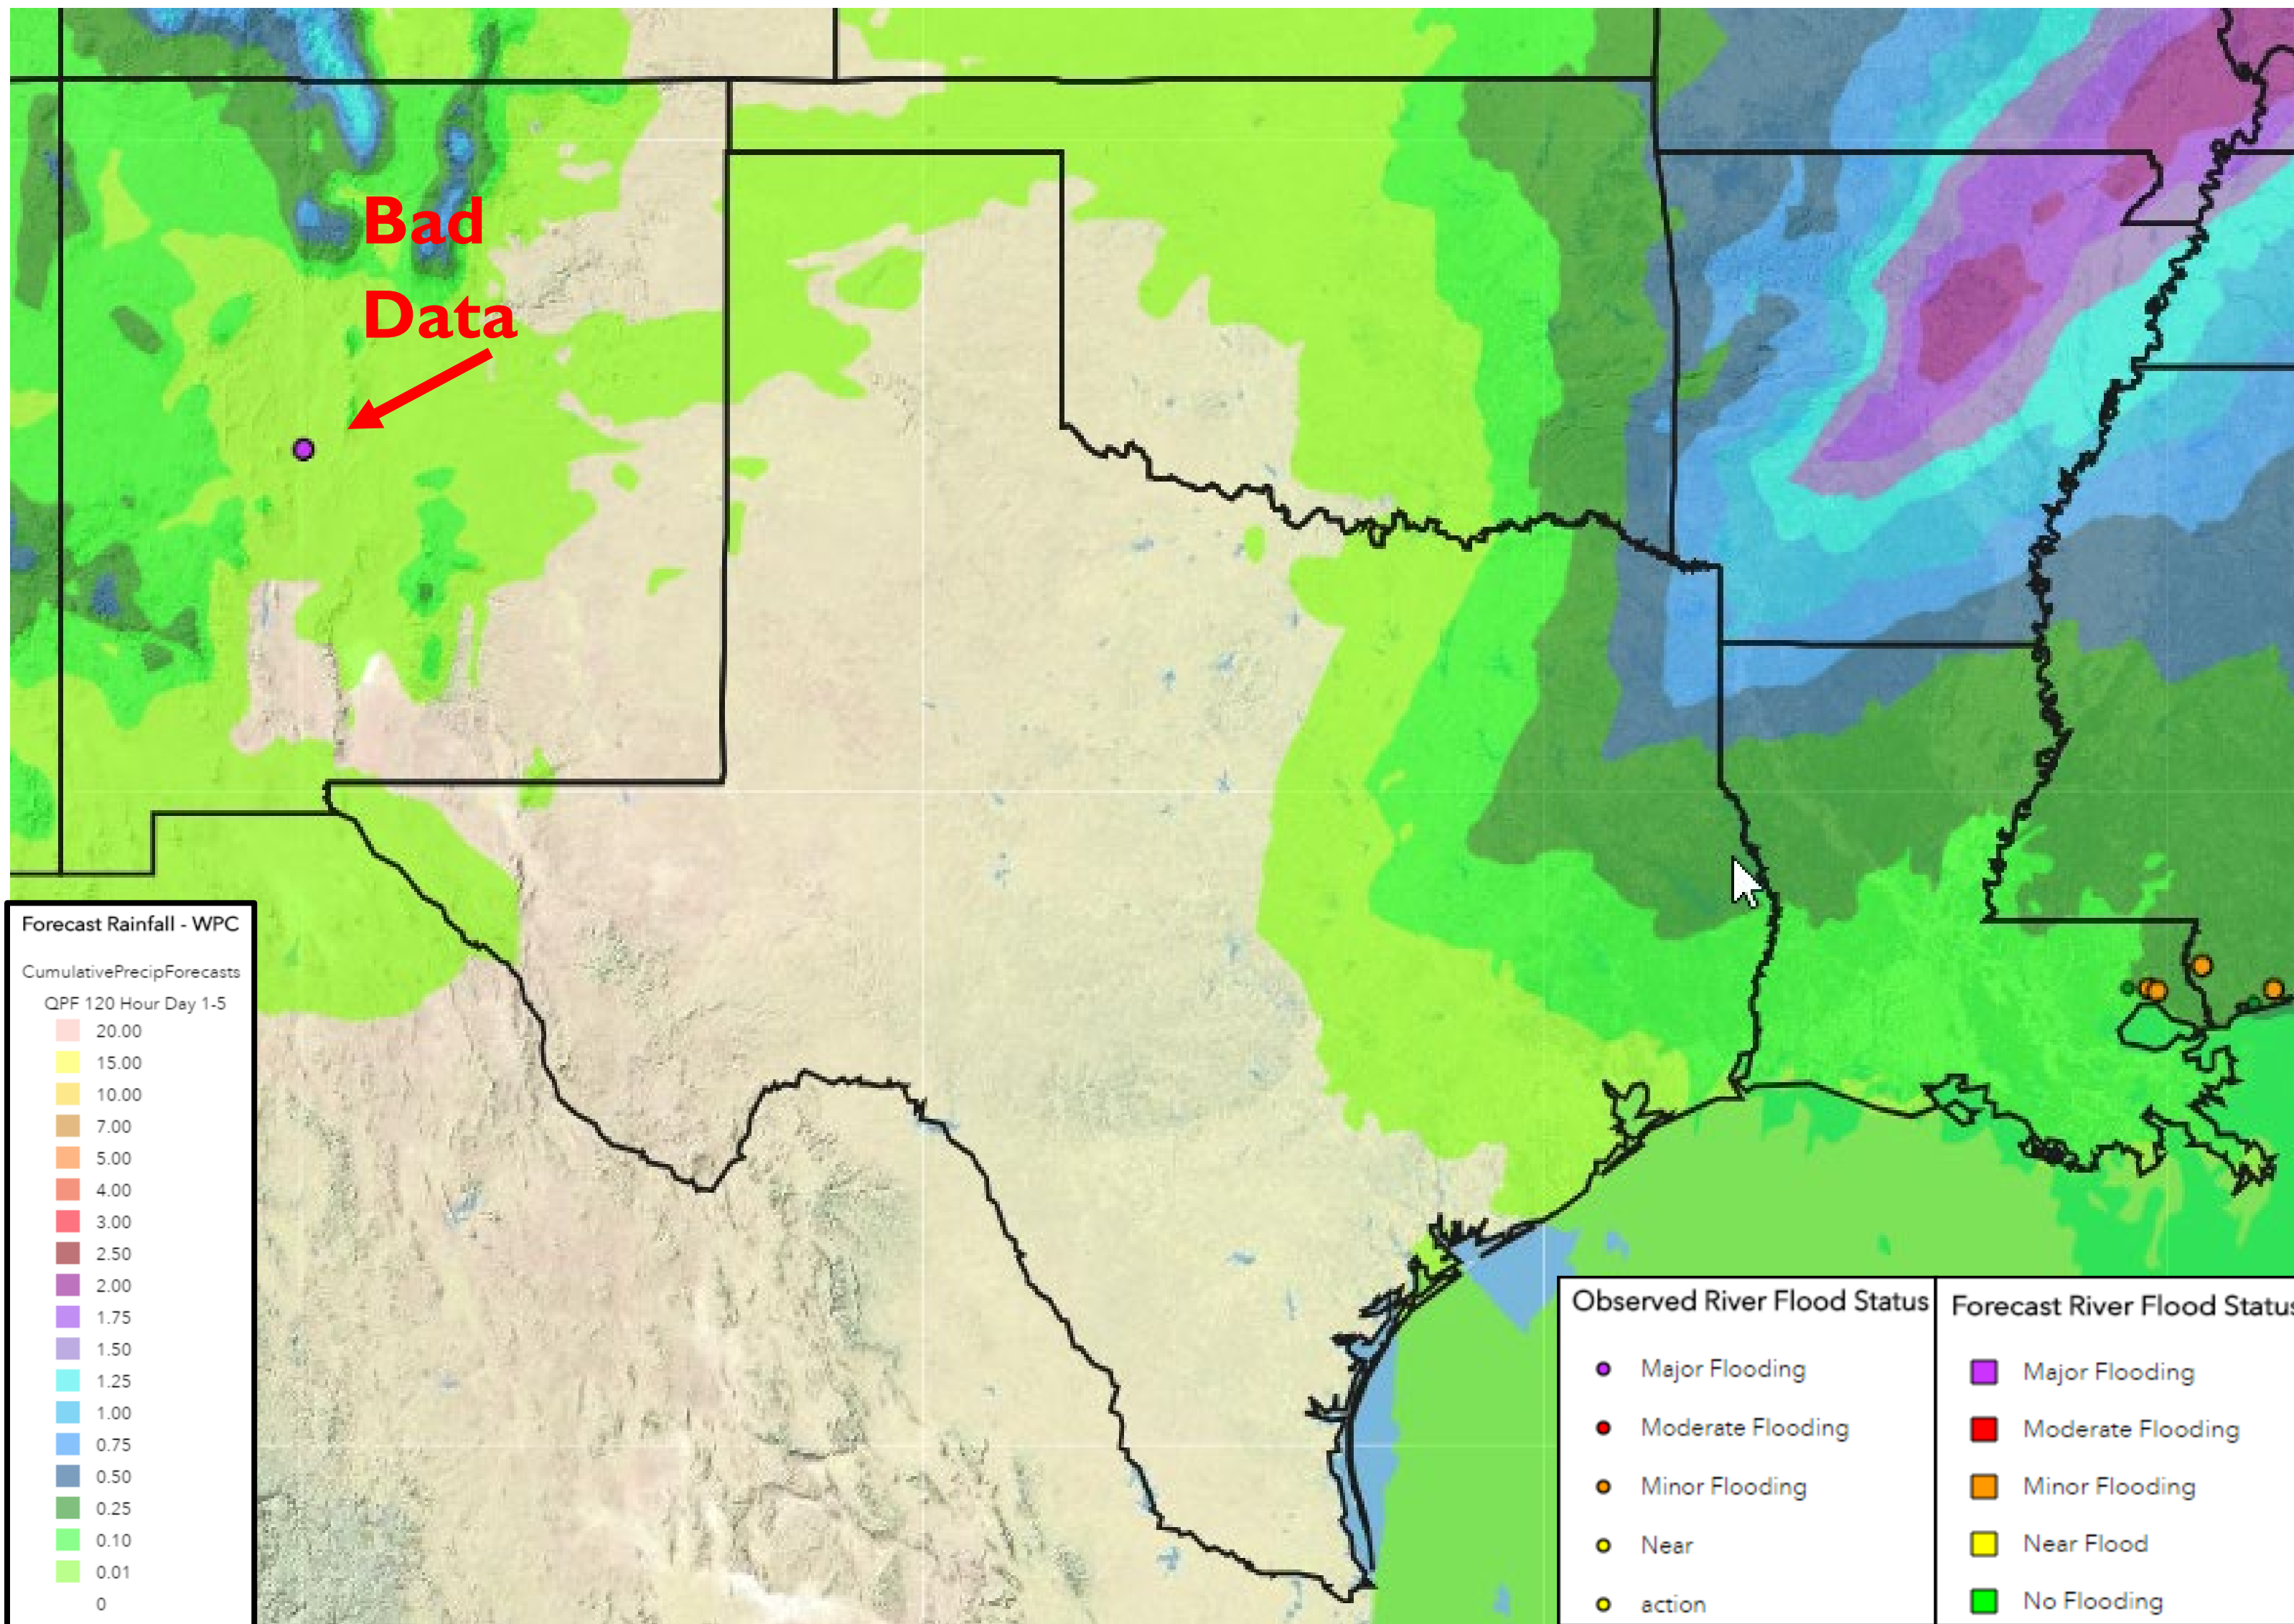 Bad
Data
Forecast Rainfall - WPC
CumulativePrecipForecasts
QPF 120 Hour Day 1-5
20.00
15.00
10.00
7.00
5.00
4.00
3.00
2.50
2.00
1.75
1.50
1.25
1.00
0.75
0.50
0.25
0.10
0.01
0
Observed River Flood Status
Major Flooding
Moderate Flooding
Minor Flooding
Near
action
Forecast River Flood Status
Major Flooding
Moderate Flooding
Minor Flooding
Near Flood
No Flooding